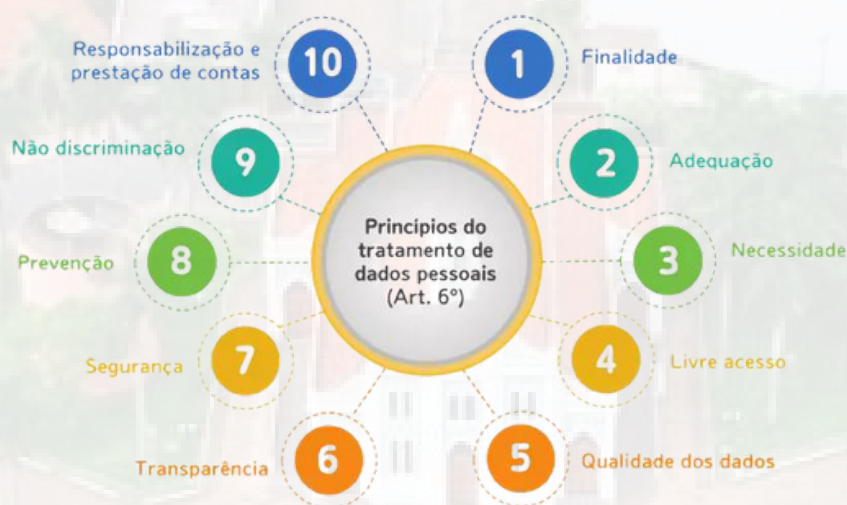 Princípios do
tratamento de
dados pessoais
(Art. 6º)
1
Finalidade
2
Adequação
3
Necessidade
4
Livre acesso
5
Qualidade dos dados
6
Transparência
7
Segurança
8
Prevenção
9
Não discriminação
10
Responsabilização e
prestação de contas